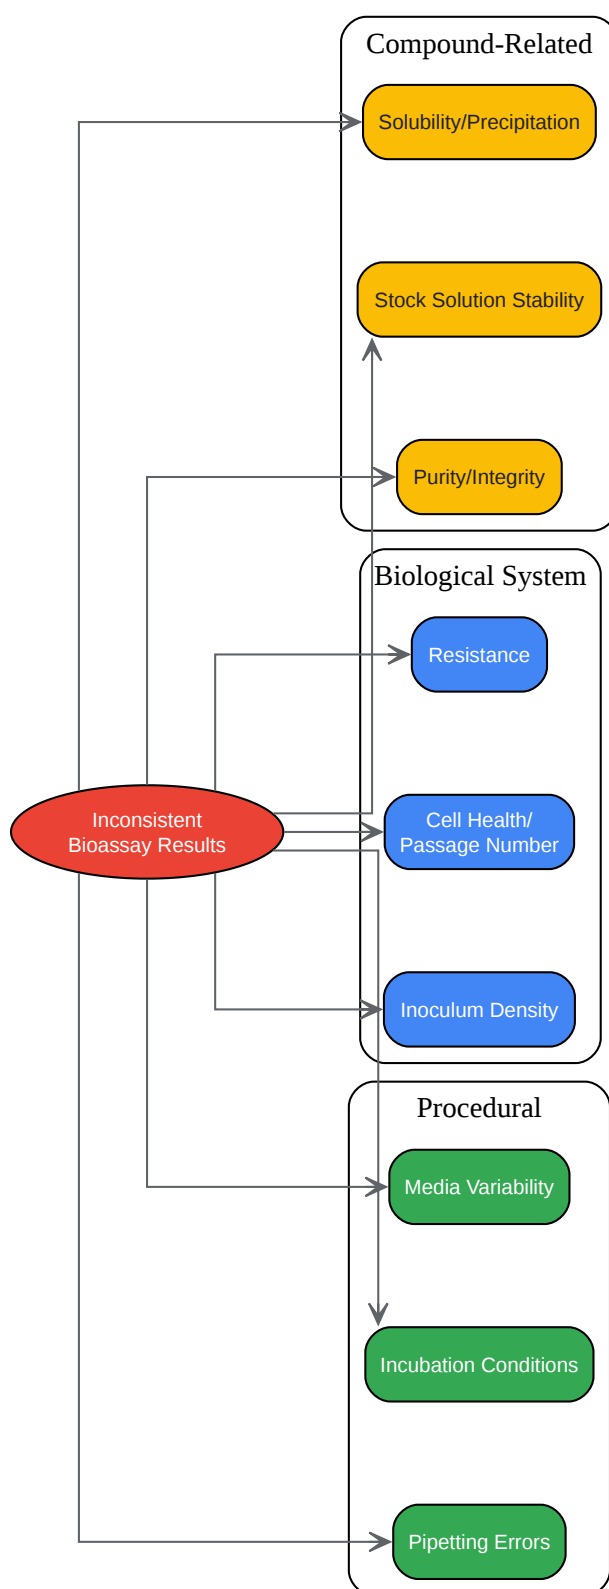 Compound-Related
Solubility/Precipitation
Stock Solution Stability
Purity/Integrity
Biological System
Resistance
Inconsistent
Bioassay Results
Cell Health/
Passage Number
Inoculum Density
Procedural
Media Variability
Incubation Conditions
Pipetting Errors